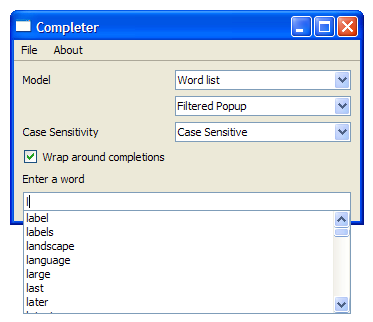 Completer
File About
Model Word list
Filtered Popup
Case Sensitivity Case Sensitive
Wrap around completions
Enter a word
l
label
labels
landscape
language
large
last
later